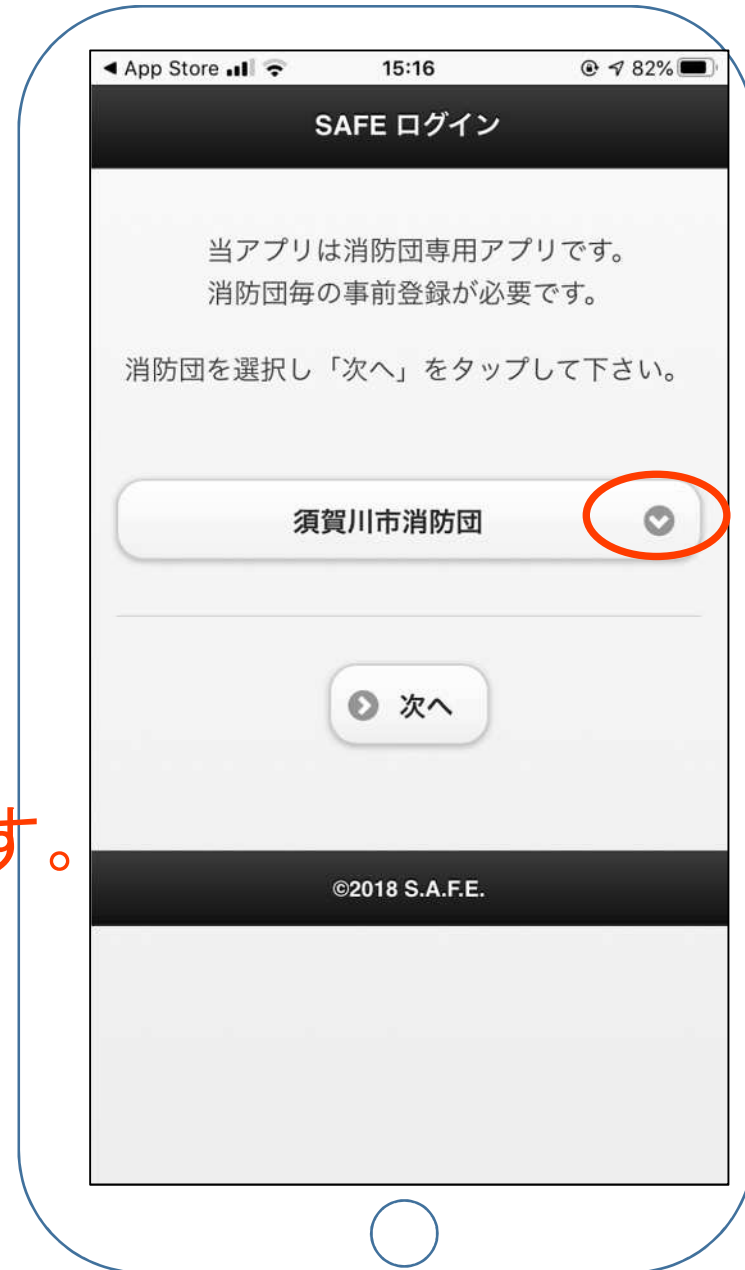 App Store
15:16
82%
SAFE ログイン
当アプリは消防団専用アプリです。
消防団毎の事前登録が必要です。
消防団を選択し「次へ」をタップして下さい。
須賀川市消防団
次へ
す。
©2018 S.A.F.E.